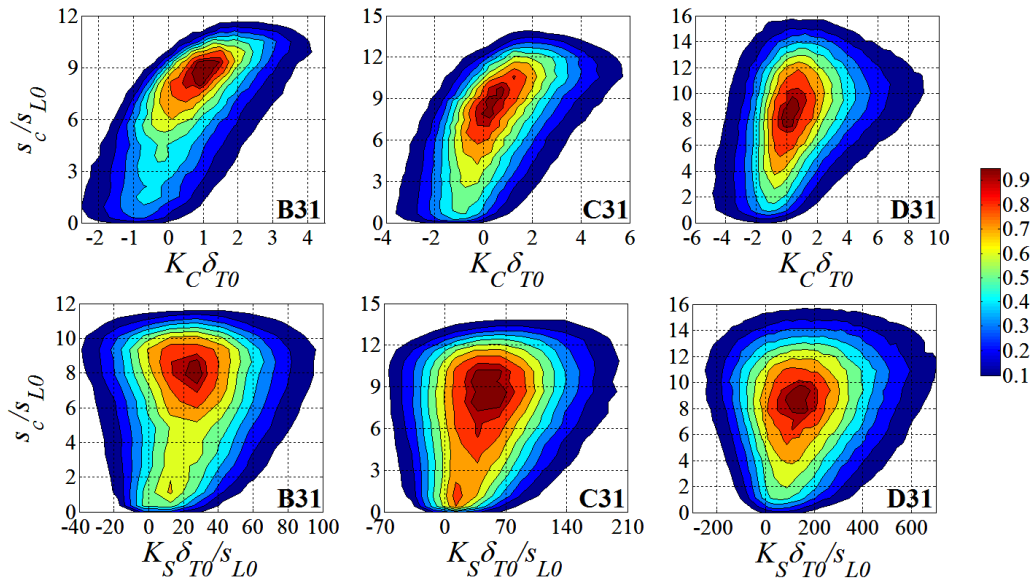 s_c/s_L0
12
9
6
3
0
-2 -1 0 1 2 3 4
B31
K_C δ_T0
15
12
9
6
3
0
-4 -2 0 2 4 6
C31
K_C δ_T0
16
14
12
10
8
6
4
2
0
-6 -4 -2 0 2 4 6 8 10
D31
K_C δ_T0
s_c/s_L0
12
10
8
6
4
2
0
-40 -20 0 20 40 60 80 100
B31
K_S δ_T0/s_L0
15
12
9
6
3
0
-70 0 70 140 210
C31
K_S δ_T0/s_L0
16
14
12
10
8
6
4
2
0
-200 0 200 400 600
D31
K_S δ_T0/s_L0
0.9
0.8
0.7
0.6
0.5
0.4
0.3
0.2
0.1